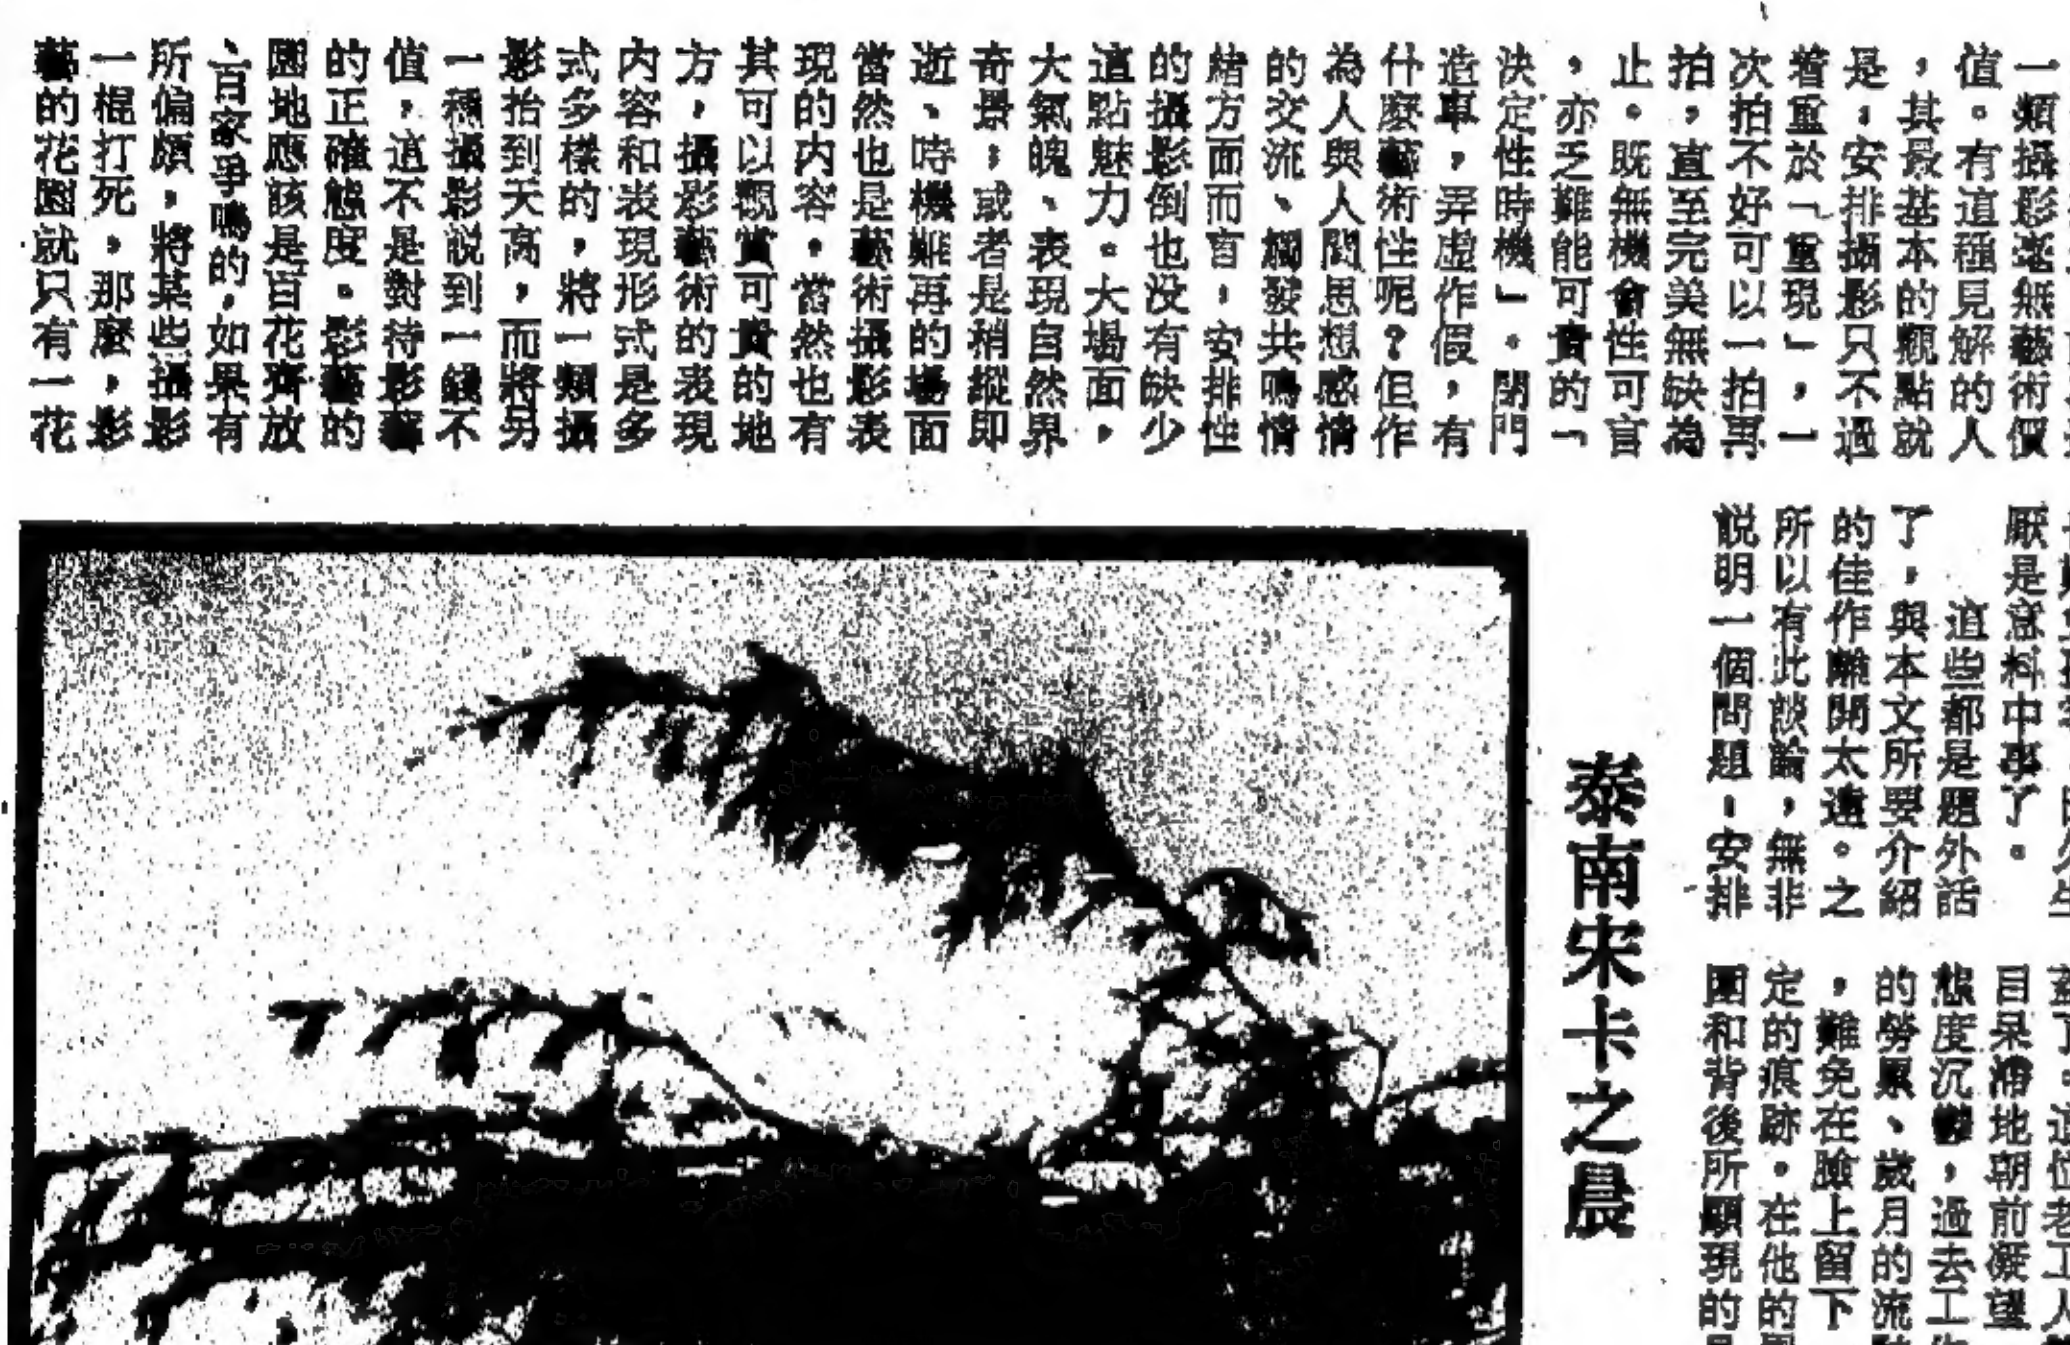 一類攝影毫無藝術價
值。有這種見解的人
，其最基本的觀點就
是，安排攝影只不過
着重於「重現」，一
次拍不好可以一拍再
拍，直至完美無缺為
止。既無機會性可言
，亦乏難能可貴的「
決定性時機」。閉門
造車，弄虛作假，有
什麼藝術性呢？但作
為人與人間思想感情
的交流、觸發共鳴情
緒方面而言，安排性
的攝影倒也沒有缺少
這點魅力。大場面，
大氣魄、表現自然界
奇景，或者是稍縱即
逝、時機難再的場面
當然也是藝術攝影表
現的内容。當然也有
其可以觀賞可貴的地
方，攝影藝術的表現
内容和表現形式是多
式多樣的，將一類攝
影抬到天高，而將另
一種攝影説到一錢不
值，這不是對待影藝
的正確態度。影藝的
園地應該是百花齊放
、百家爭鳴的，如果有
所偏頗，將某些攝影
一棍打死，那麼，影
藝的花園就只有一花
厭是意料中事了。
這些都是題外話
了，與本文所要介紹
的佳作離開太遠。之
所以有此談論，無非
説明一個問題，安排
目呆滯地朝前凝望
態度沉鬱，過去工
的勞累、歲月的流
，難免在臉上留下
定的痕跡。在他的
圍和背後所顯現的
泰南宋卡之晨